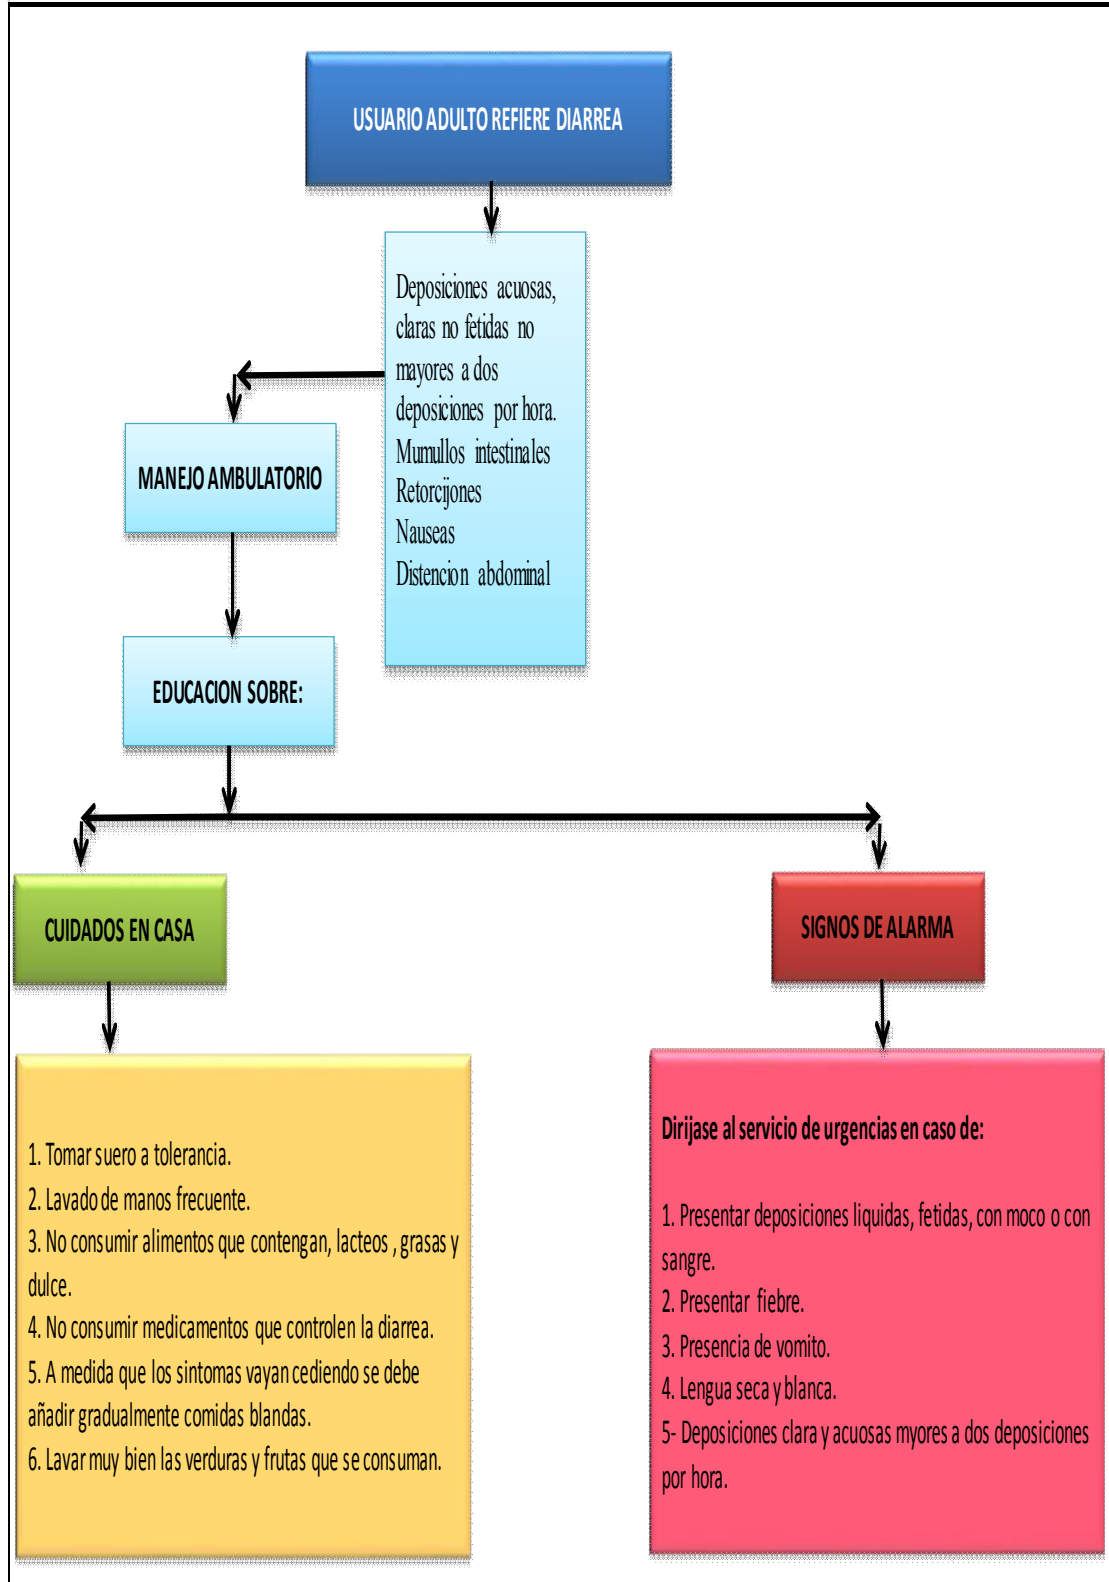 USUARIO ADULTO REFIERE DIARREA
Deposiciones acuosas,
claras no fetidas no
mayores a dos
deposiciones por hora.
Mumullos intestinales
Retorcijones
Nauseas
Distencion abdominal
MANEJO AMBULATORIO
EDUCACION SOBRE:
CUIDADOS EN CASA
SIGNOS DE ALARMA
1. Tomar suero a tolerancia.
2. Lavado de manos frecuente.
3. No consumir alimentos que contengan, lacteos , grasas y
dulce.
4. No consumir medicamentos que controlen la diarrea.
5. A medida que los sintomas vayan cediendo se debe
añadir gradualmente comidas blandas.
6. Lavar muy bien las verduras y frutas que se consuman.
Dirijase al servicio de urgencias en caso de:
1. Presentar deposiciones liquidas, fetidas, con moco o con
sangre.
2. Presentar fiebre.
3. Presencia de vomito.
4. Lengua seca y blanca.
5- Deposiciones clara y acuosas myores a dos deposiciones
por hora.